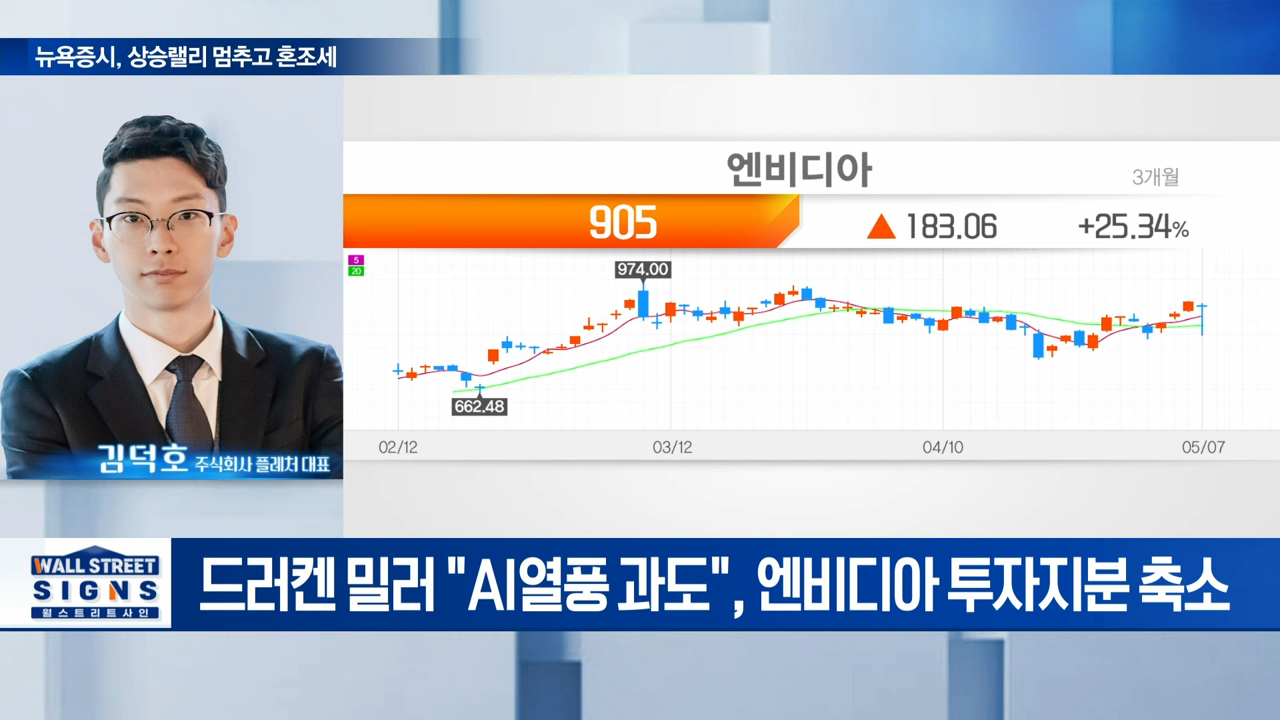 뉴욕증시, 상승랠리 멈추고 혼조세
엔비디아
3개월
905
▲ 183.06
+25.34%
5
20
974.00
662.48
02/12
03/12
04/10
05/07
김덕호 주식회사 플레처 대표
WALL STREET
SIGNS
월스트리트사인
드러켄 밀러 "AI열풍 과도", 엔비디아 투자지분 축소